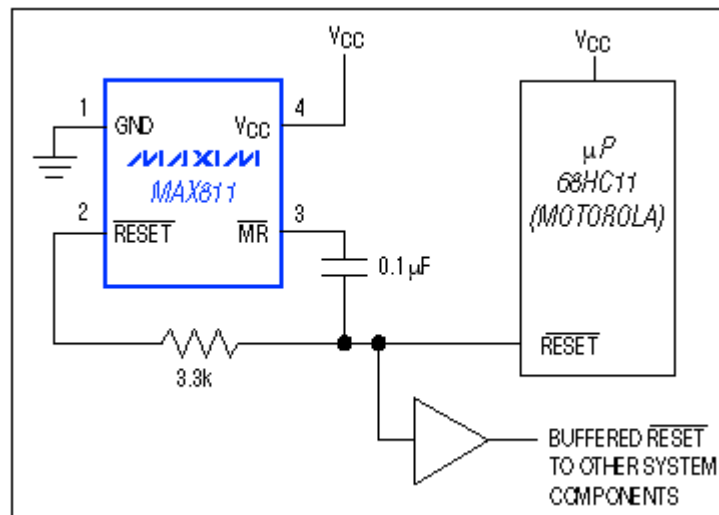 VCC
VCC
1
GND
4
VCC
MAXIM
MAX811
2
RESET
3
MR
0.1µF
3.3k
µP
68HC11
(MOTOROLA)
RESET
BUFFERED RESET
TO OTHER SYSTEM
COMPONENTS